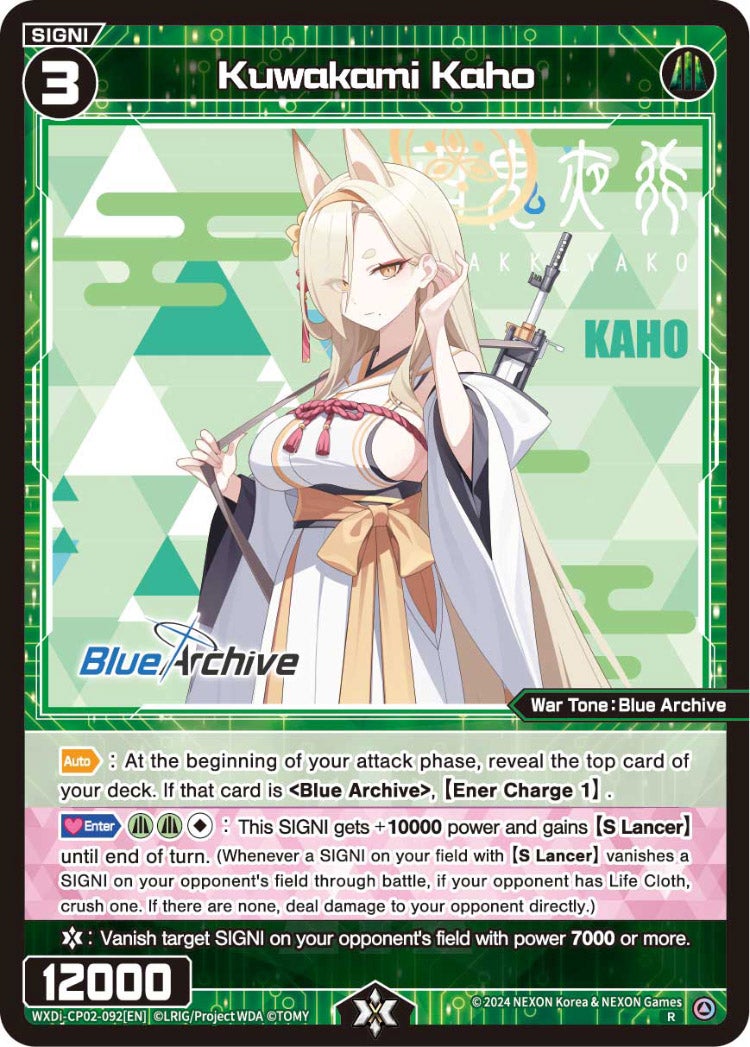 SIGNI
3
Kuwakami Kaho
鬼夜行
AKKIYAKO
KAHO
Blue Archive
War Tone:Blue Archive
Auto : At the beginning of your attack phase, reveal the top card of
your deck. If that card is <Blue Archive>, 【Ener Charge 1】.
Enter : This SIGNI gets +10000 power and gains 【S Lancer】
until end of turn. (Whenever a SIGNI on your field with 【S Lancer】 vanishes a
SIGNI on your opponent's field through battle, if your opponent has Life Cloth,
crush one. If there are none, deal damage to your opponent directly.)
: Vanish target SIGNI on your opponent's field with power 7000 or more.
12000
WXDi-CP02-092[EN] ©LRIG/Project WDA ©TOMY
©2024 NEXON Korea & NEXON Games
R